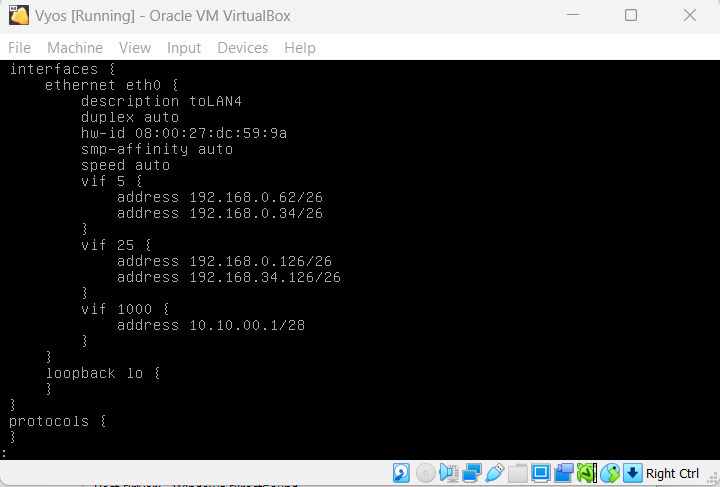 Vyos [Running] - Oracle VM VirtualBox
File Machine View Input Devices Help
interfaces {
    ethernet eth0 {
        description toLAN4
        duplex auto
        hw-id 08:00:27:dc:59:9a
        smp-affinity auto
        speed auto
        vif 5 {
            address 192.168.0.62/26
            address 192.168.0.34/26
        }
        vif 25 {
            address 192.168.0.126/26
            address 192.168.34.126/26
        }
        vif 1000 {
            address 10.10.00.1/28
        }
    }
    loopback lo {
    }
}
protocols {
}
:
Right Ctrl